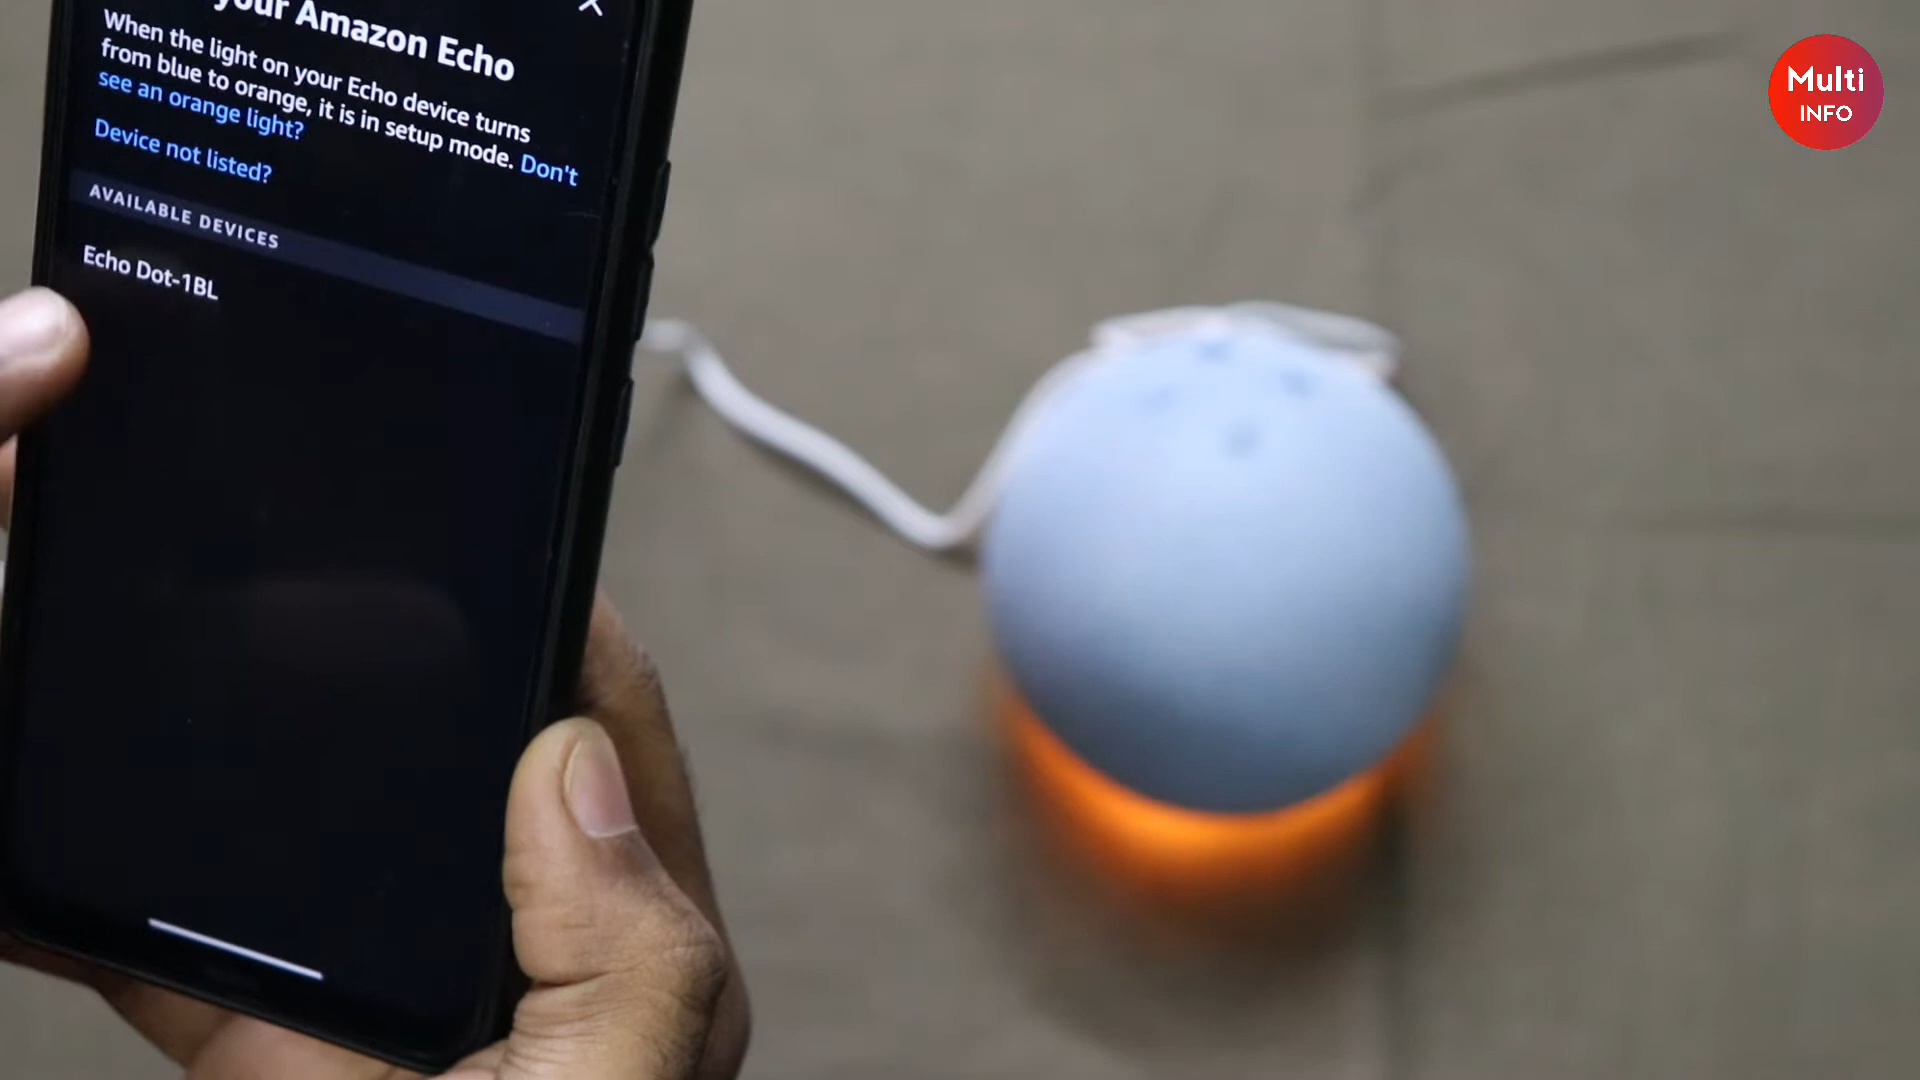 your Amazon Echo
When the light on your Echo device turns
from blue to orange, it is in setup mode. Don't
see an orange light?
Device not listed?
AVAILABLE DEVICES
Echo Dot-1BL
Multi
INFO